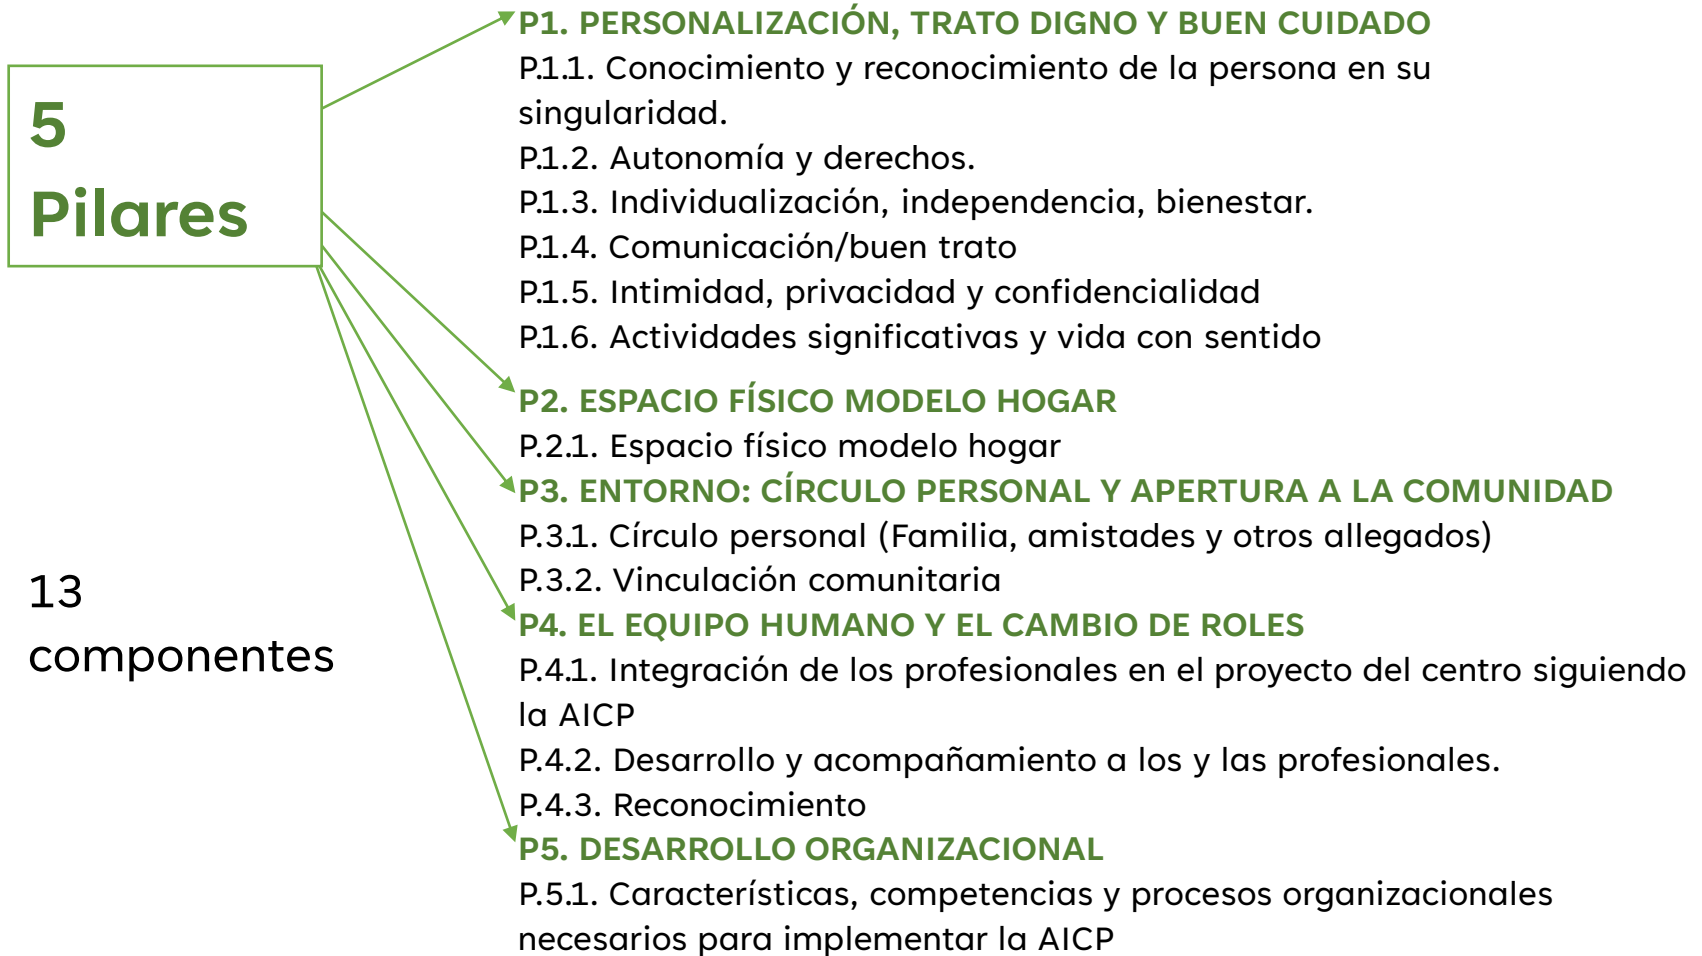 5
Pilares
13
componentes
P1. PERSONALIZACIÓN, TRATO DIGNO Y BUEN CUIDADO
P.1.1. Conocimiento y reconocimiento de la persona en su
singularidad.
P.1.2. Autonomía y derechos.
P.1.3. Individualización, independencia, bienestar.
P.1.4. Comunicación/buen trato
P.1.5. Intimidad, privacidad y confidencialidad
P.1.6. Actividades significativas y vida con sentido
P2. ESPACIO FÍSICO MODELO HOGAR
P.2.1. Espacio físico modelo hogar
P3. ENTORNO: CÍRCULO PERSONAL Y APERTURA A LA COMUNIDAD
P.3.1. Círculo personal (Familia, amistades y otros allegados)
P.3.2. Vinculación comunitaria
P4. EL EQUIPO HUMANO Y EL CAMBIO DE ROLES
P.4.1. Integración de los profesionales en el proyecto del centro siguiendo
la AICP
P.4.2. Desarrollo y acompañamiento a los y las profesionales.
P.4.3. Reconocimiento
P5. DESARROLLO ORGANIZACIONAL
P.5.1. Características, competencias y procesos organizacionales
necesarios para implementar la AICP